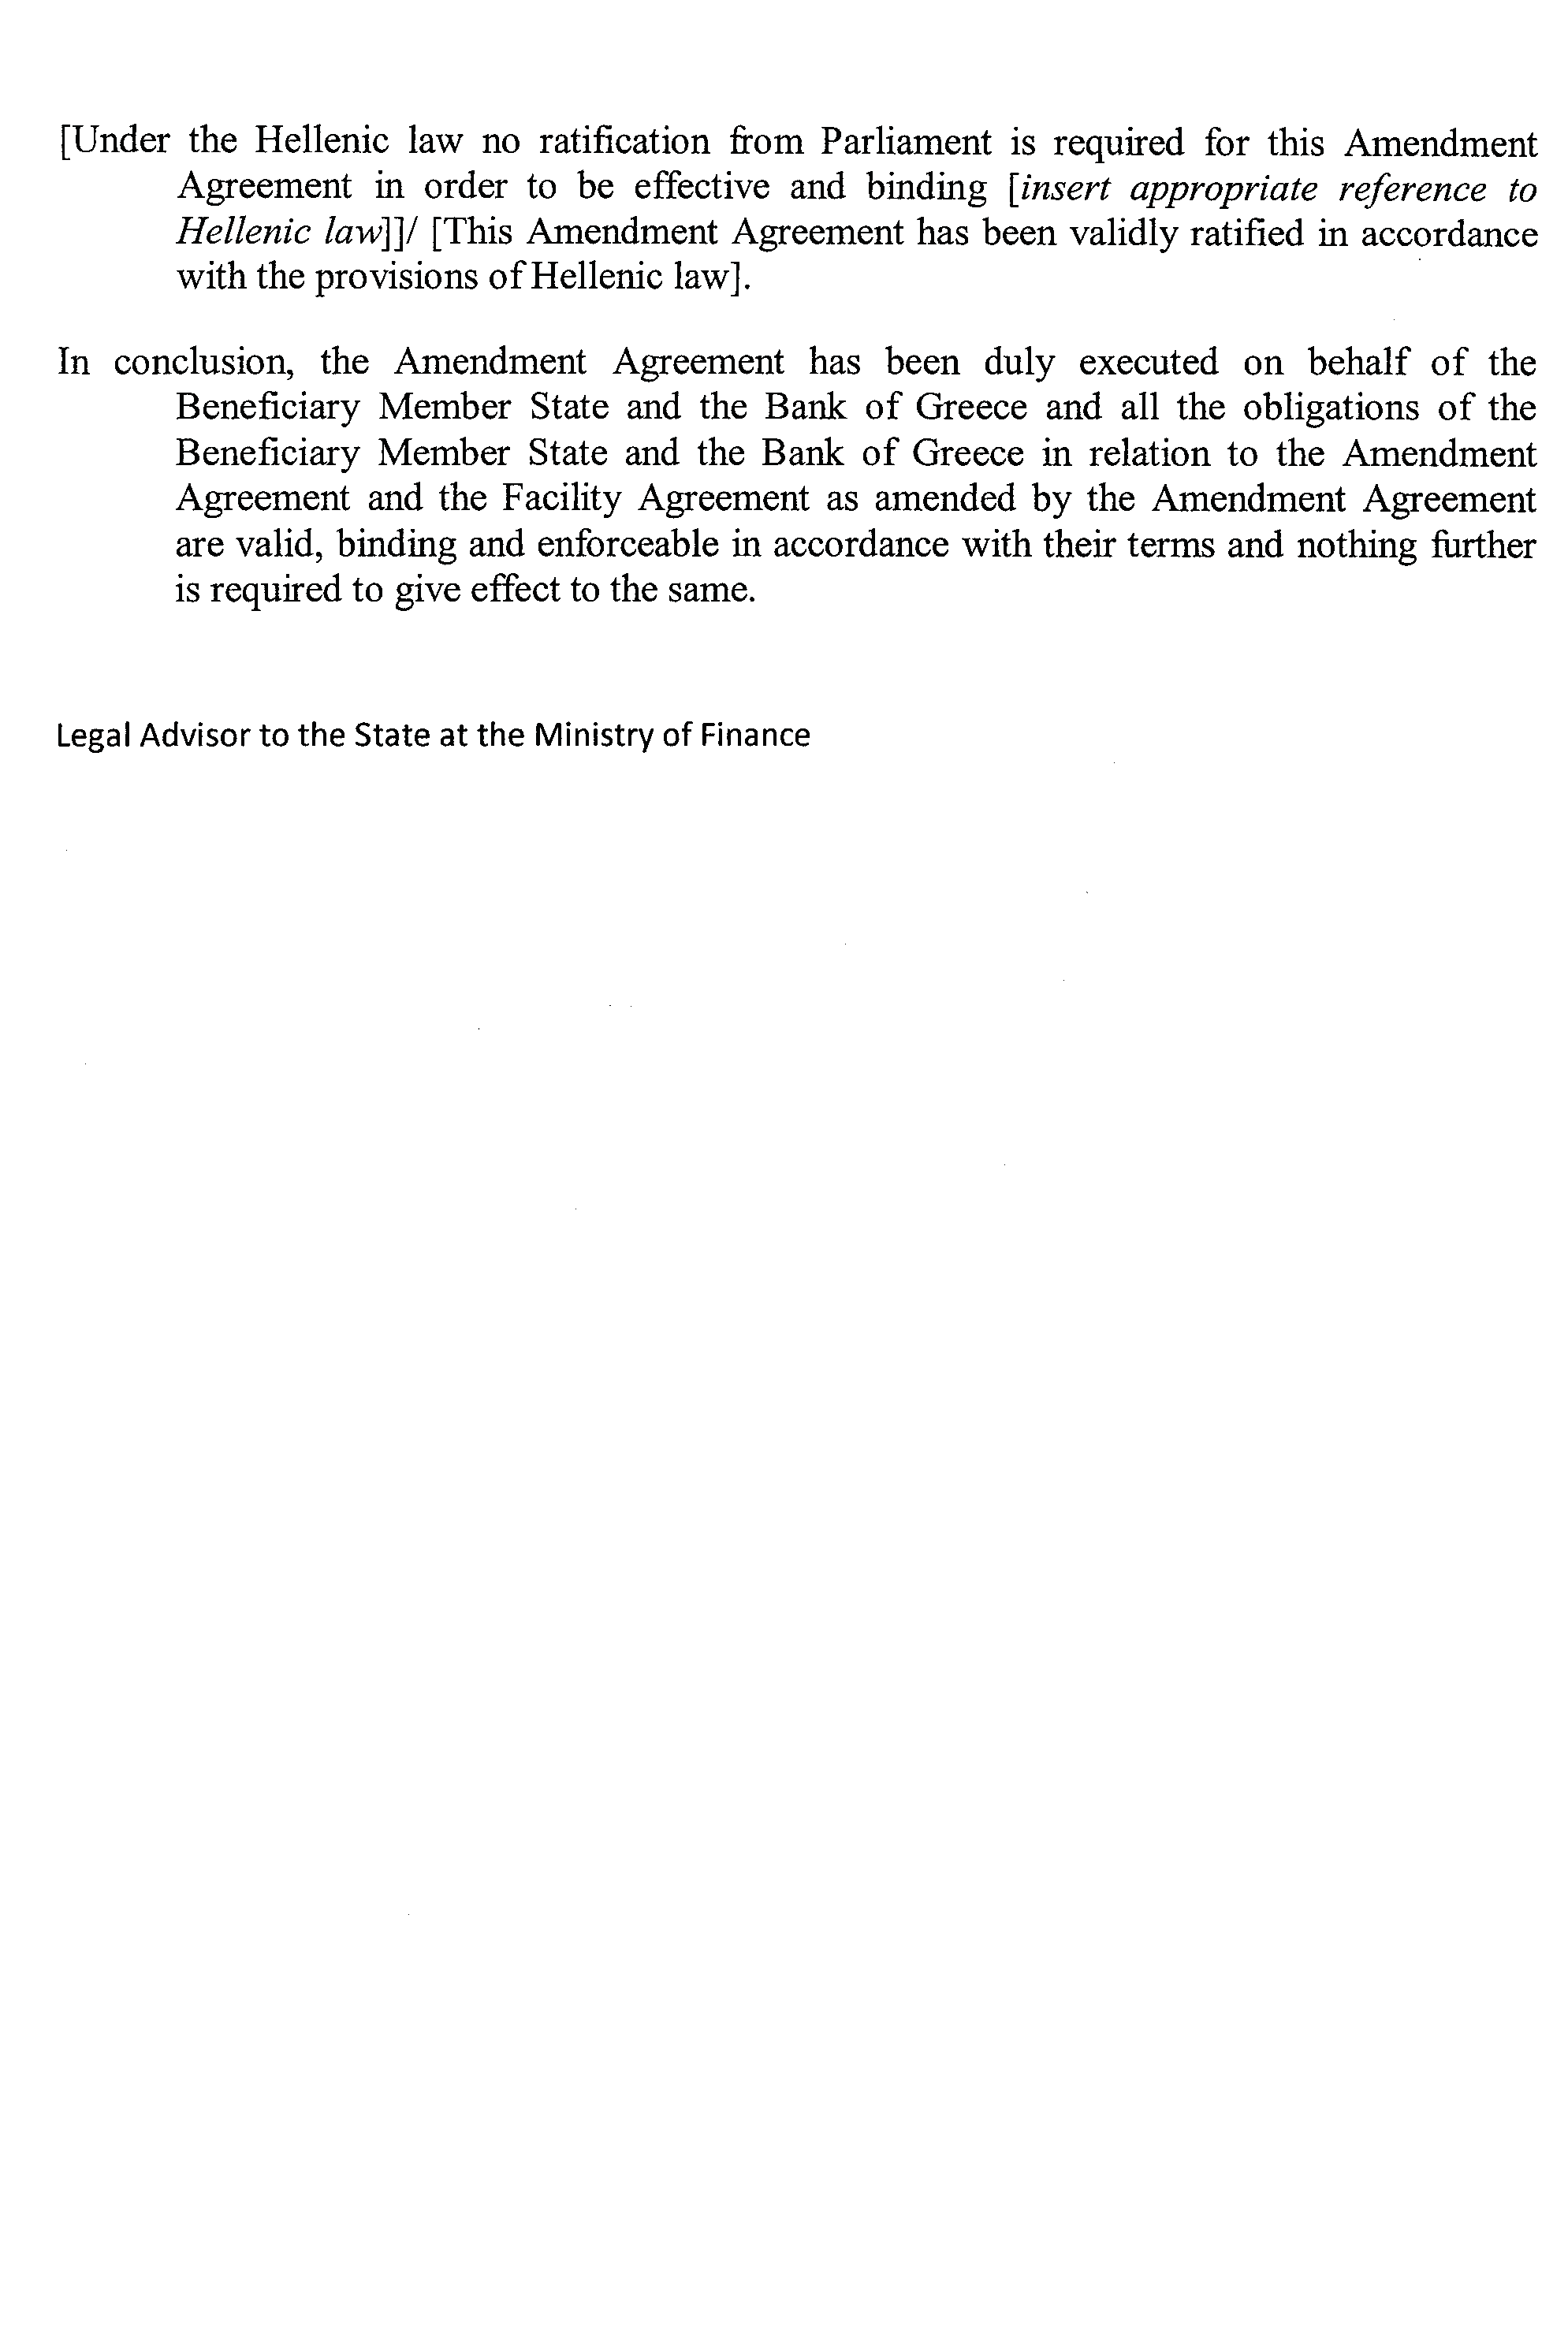 [Under the Hellenic law no ratification from Parliament is required for this Amendment
Agreement in order to be effective and binding [insert appropriate reference to
Hellenic law]]/ [This Amendment Agreement has been validly ratified in accordance
with the provisions of Hellenic law].
In conclusion, the Amendment Agreement has been duly executed on behalf of the
Beneficiary Member State and the Bank of Greece and all the obligations of the
Beneficiary Member State and the Bank of Greece in relation to the Amendment
Agreement and the Facility Agreement as amended by the Amendment Agreement
are valid, binding and enforceable in accordance with their terms and nothing further
is required to give effect to the same.
Legal Advisor to the State at the Ministry of Finance